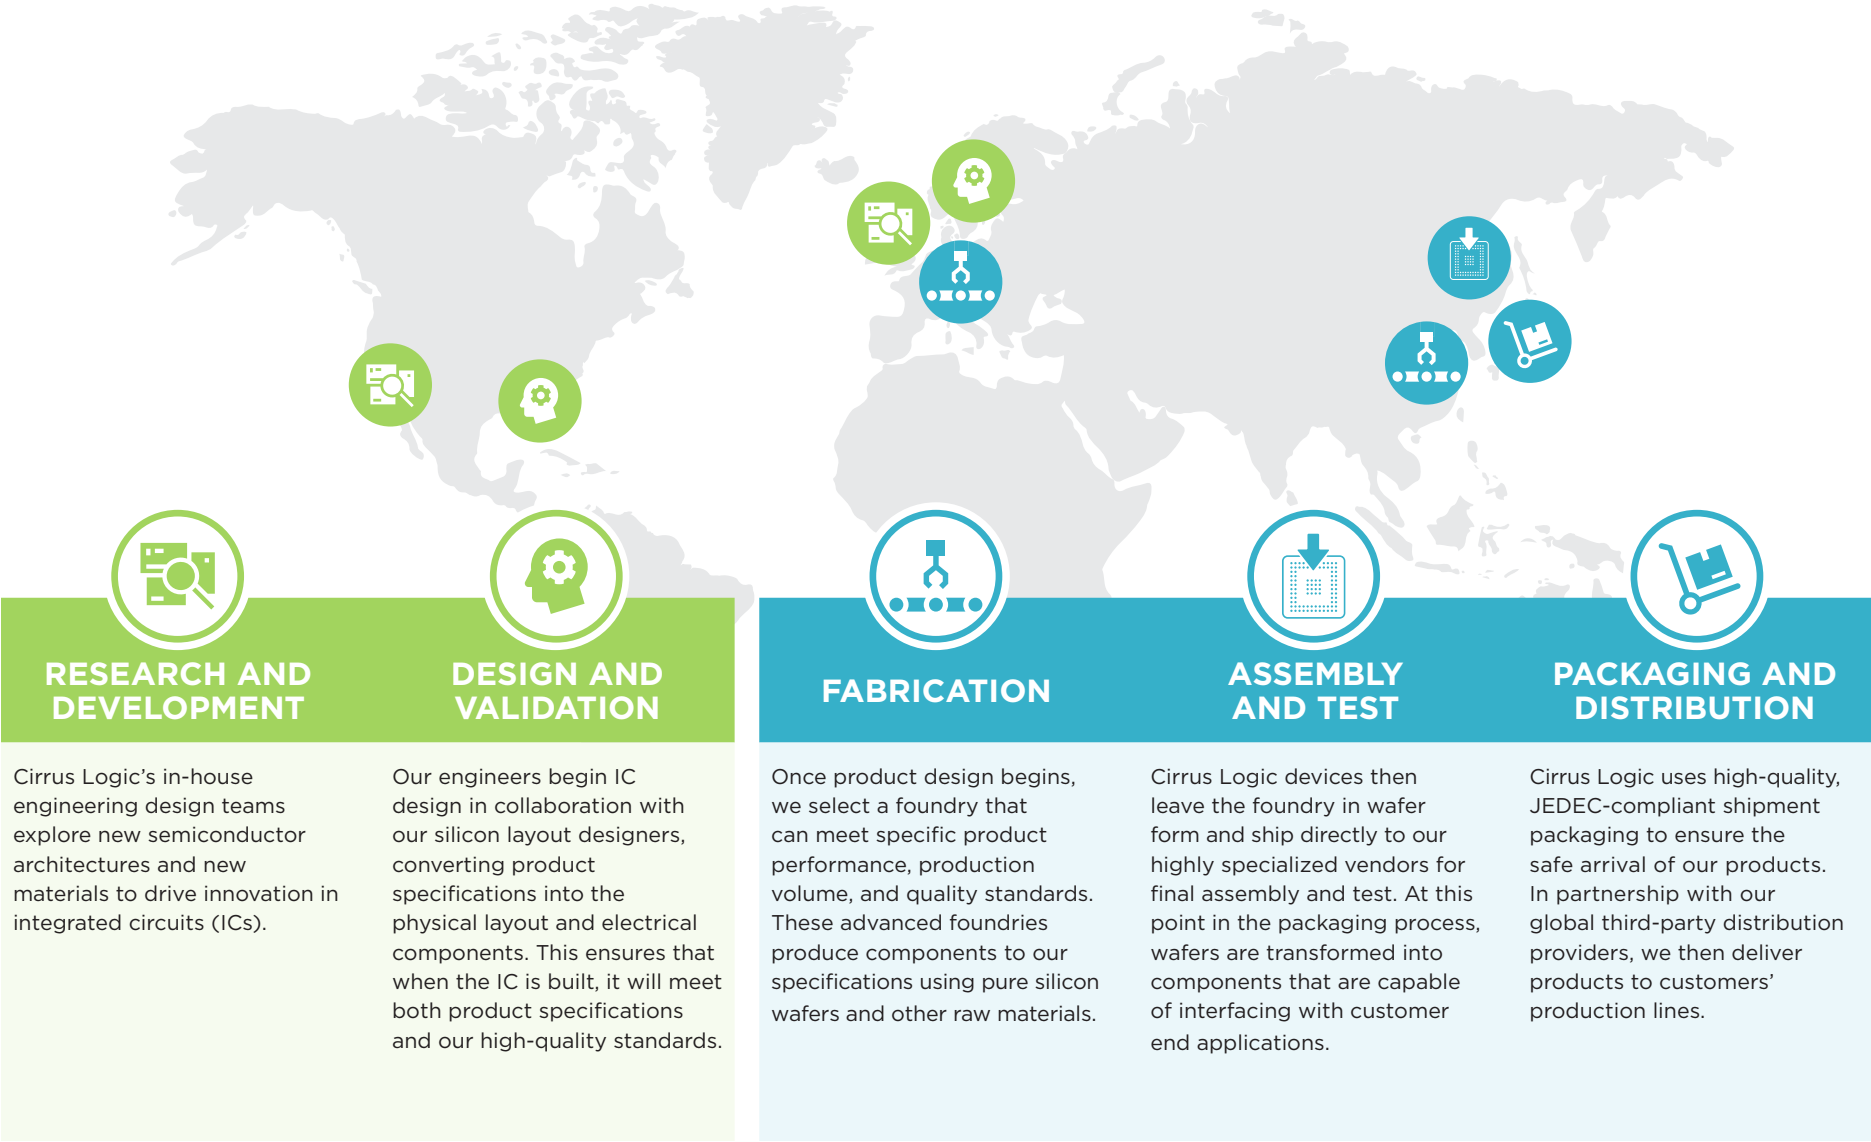 RESEARCH AND
DEVELOPMENT
Cirrus Logic’s in-house
engineering design teams
explore new semiconductor
architectures and new
materials to drive innovation in
integrated circuits (ICs).
DESIGN AND
VALIDATION
Our engineers begin IC
design in collaboration with
our silicon layout designers,
converting product
specifications into the
physical layout and electrical
components. This ensures that
when the IC is built, it will meet
both product specifications
and our high-quality standards.
FABRICATION
Once product design begins,
we select a foundry that
can meet specific product
performance, production
volume, and quality standards.
These advanced foundries
produce components to our
specifications using pure silicon
wafers and other raw materials.
ASSEMBLY
AND TEST
Cirrus Logic devices then
leave the foundry in wafer
form and ship directly to our
highly specialized vendors for
final assembly and test. At this
point in the packaging process,
wafers are transformed into
components that are capable
of interfacing with customer
end applications.
PACKAGING AND
DISTRIBUTION
Cirrus Logic uses high-quality,
JEDEC-compliant shipment
packaging to ensure the
safe arrival of our products.
In partnership with our
global third-party distribution
providers, we then deliver
products to customers’
production lines.